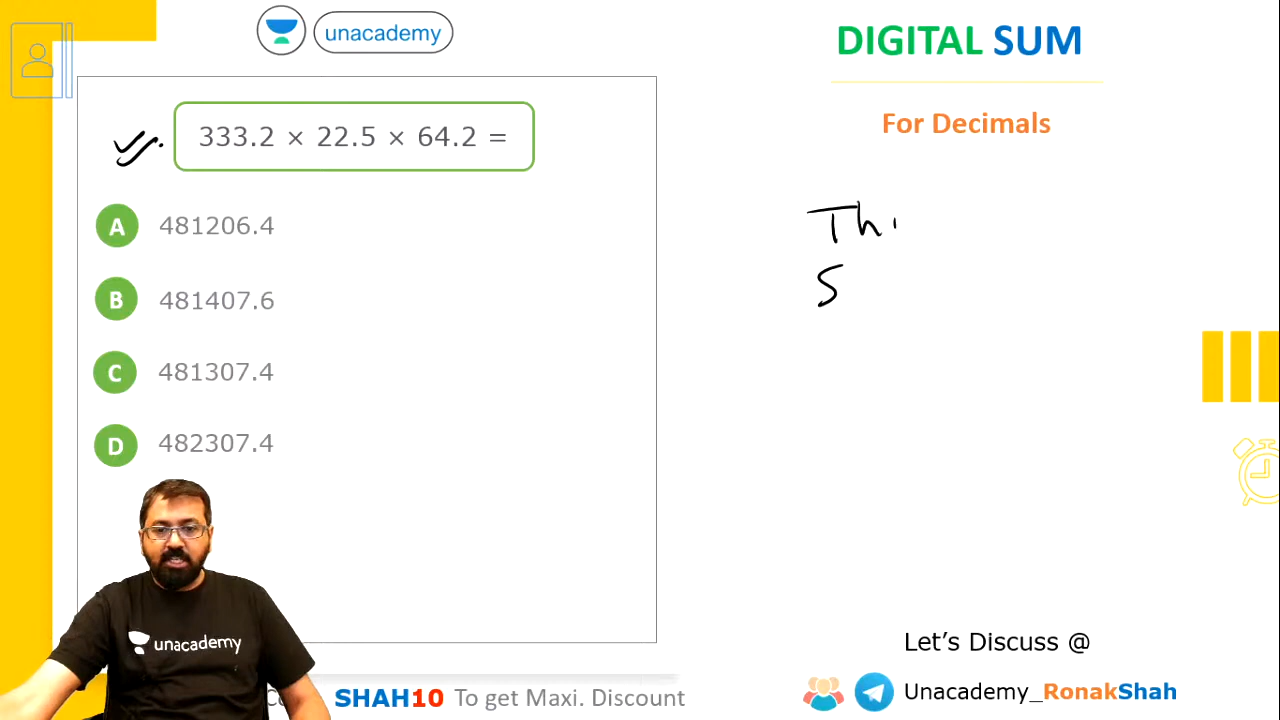 unacademy
DIGITAL SUM
For Decimals
333.2 × 22.5 × 64.2 =
A 481206.4
B 481407.6
C 481307.4
D 482307.4
Th
S
unacademy
Let's Discuss @
SHAH10 To get Maxi. Discount
Unacademy_RonakShah